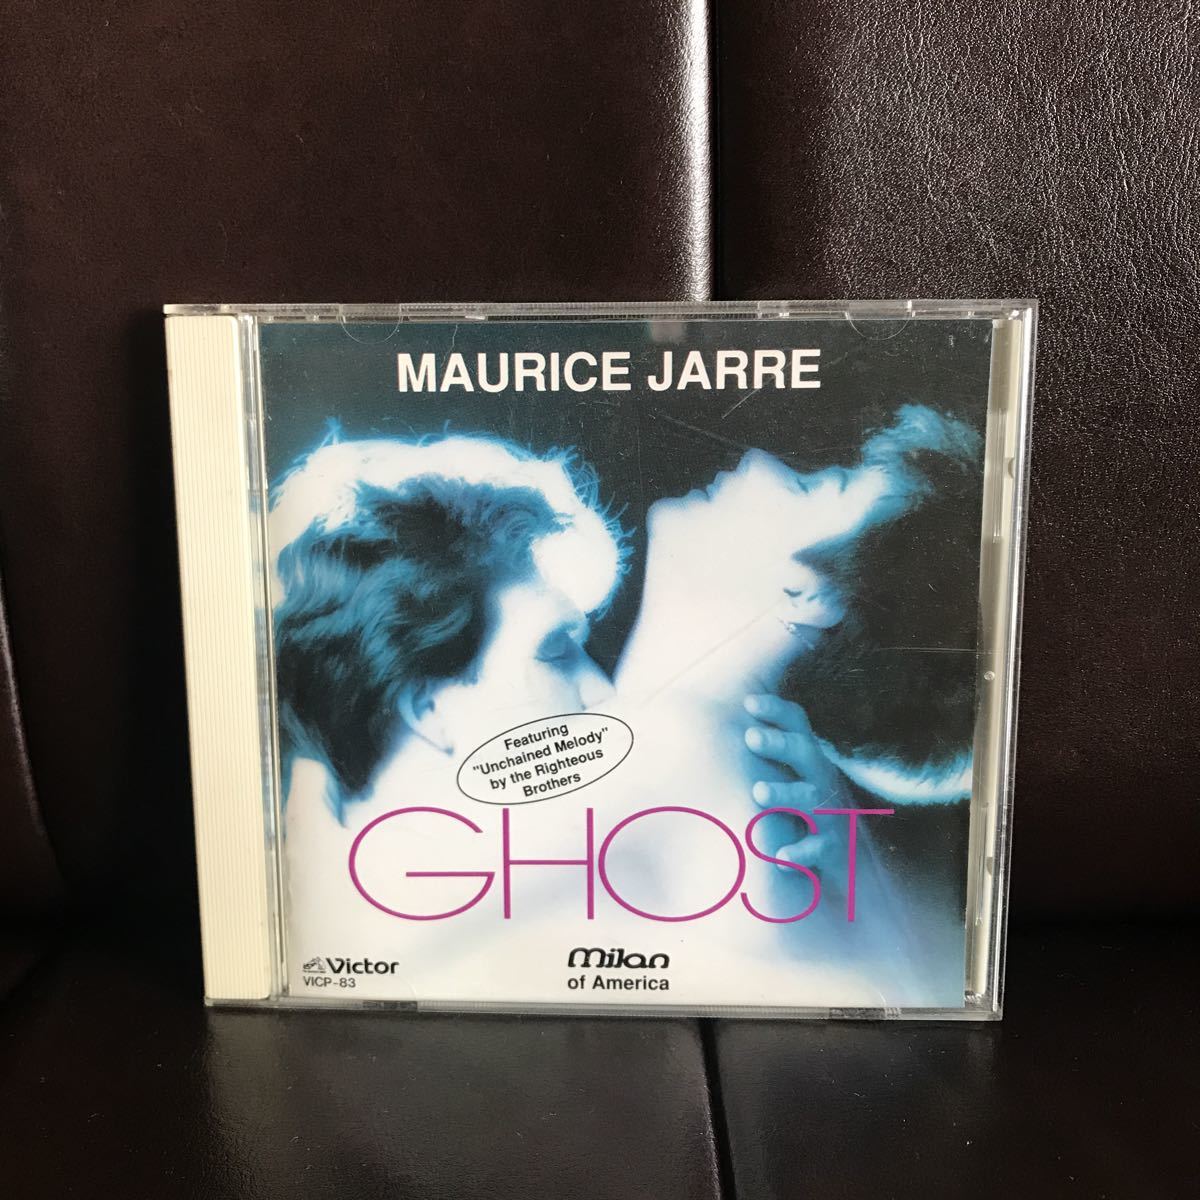 MAURICE JARRE
Featuring
"Unchained Melody"
by the Righteous
Brothers
GHOST
Victor
VICP-83
milan
of America